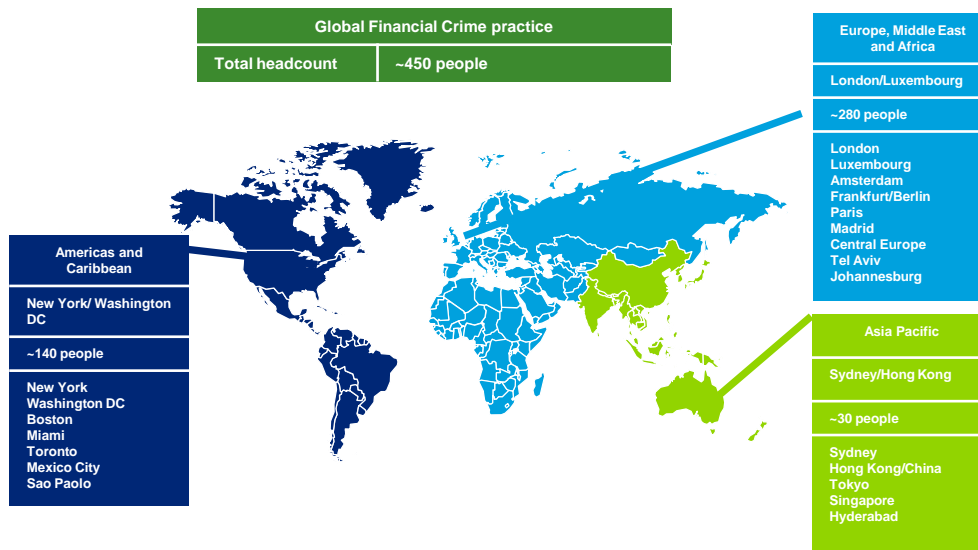 Global Financial Crime practice
Total headcount ~450 people
Europe, Middle East
and Africa
London/Luxembourg
~280 people
London
Luxembourg
Amsterdam
Frankfurt/Berlin
Paris
Madrid
Central Europe
Tel Aviv
Johannesburg
Americas and
Caribbean
New York/ Washington
DC
~140 people
New York
Washington DC
Boston
Miami
Toronto
Mexico City
Sao Paolo
Asia Pacific
Sydney/Hong Kong
~30 people
Sydney
Hong Kong/China
Tokyo
Singapore
Hyderabad